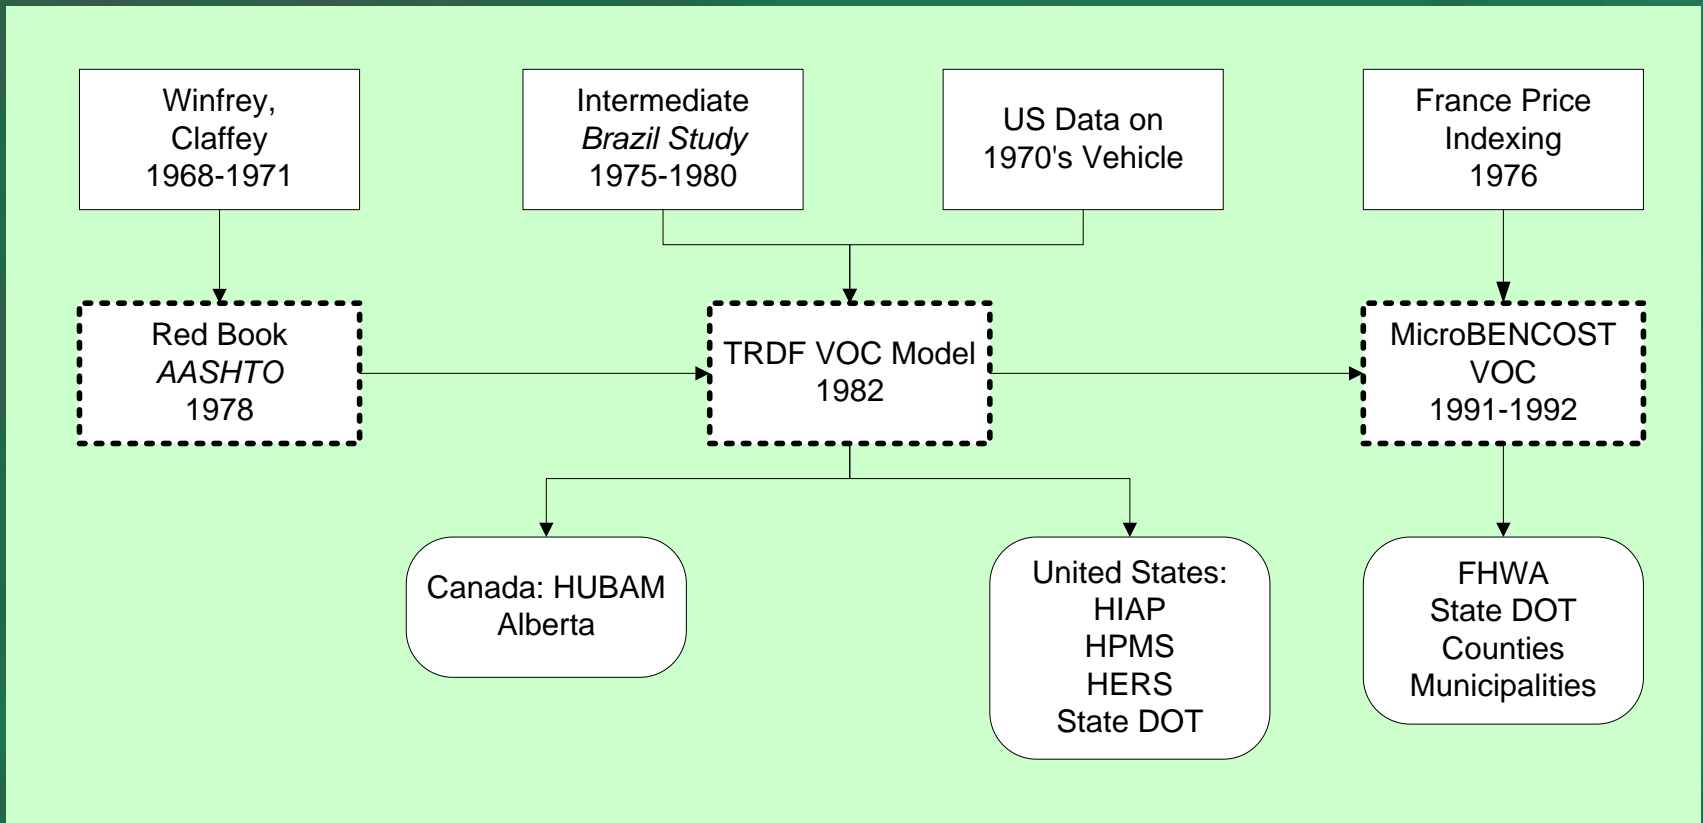 Winfrey,
Claffey
1968-1971
Intermediate
Brazil Study
1975-1980
US Data on
1970's Vehicle
France Price
Indexing
1976
Red Book
AASHTO
1978
TRDF VOC Model
1982
MicroBENCOST
VOC
1991-1992
Canada: HUBAM
Alberta
United States:
HIAP
HPMS
HERS
State DOT
FHWA
State DOT
Counties
Municipalities